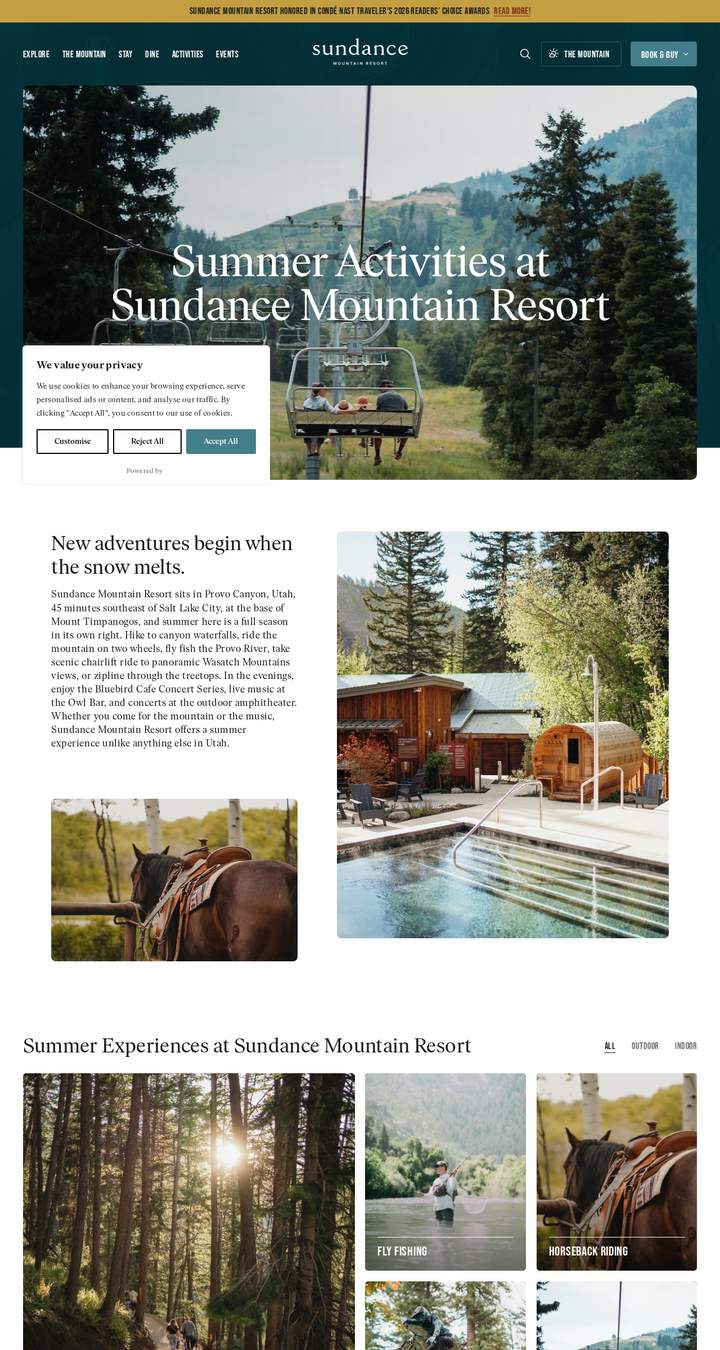 SUNDANCE MOUNTAIN RESORT HONORED IN CONDÉ NAST TRAVELER'S 2026 READERS' CHOICE AWARDS READ MORE!
EXPLORE THE MOUNTAIN STAY DINE ACTIVITIES EVENTS
sundance
MOUNTAIN RESORT
THE MOUNTAIN
BOOK & BUY
Summer Activities at
Sundance Mountain Resort
We value your privacy
We use cookies to enhance your browsing experience, serve
personalised ads or content, and analyse our traffic. By
clicking "Accept All", you consent to our use of cookies.
Customise Reject All Accept All
Powered by
New adventures begin when
the snow melts.
Sundance Mountain Resort sits in Provo Canyon, Utah,
45 minutes southeast of Salt Lake City, at the base of
Mount Timpanogos, and summer here is a full season
in its own right. Hike to canyon waterfalls, ride the
mountain on two wheels, fly fish the Provo River, take
scenic chairlift ride to panoramic Wasatch Mountains
views, or zipline through the treetops. In the evenings,
enjoy the Bluebird Cafe Concert Series, live music at
the Owl Bar, and concerts at the outdoor amphitheater.
Whether you come for the mountain or the music,
Sundance Mountain Resort offers a summer
experience unlike anything else in Utah.
Summer Experiences at Sundance Mountain Resort
ALL OUTDOOR INDOOR
FLY FISHING
HORSEBACK RIDING